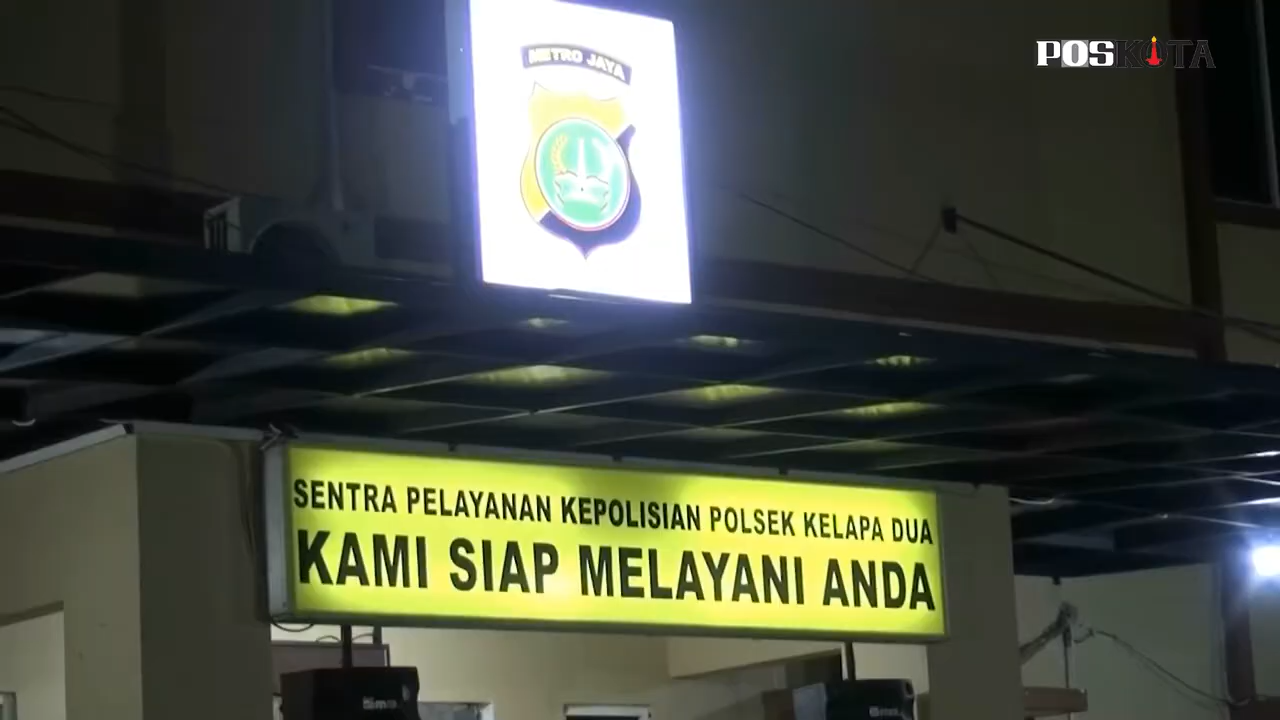 POSKOTA
METRO JAYA
SENTRA PELAYANAN KEPOLISIAN POLSEK KELAPA DUA
KAMI SIAP MELAYANI ANDA